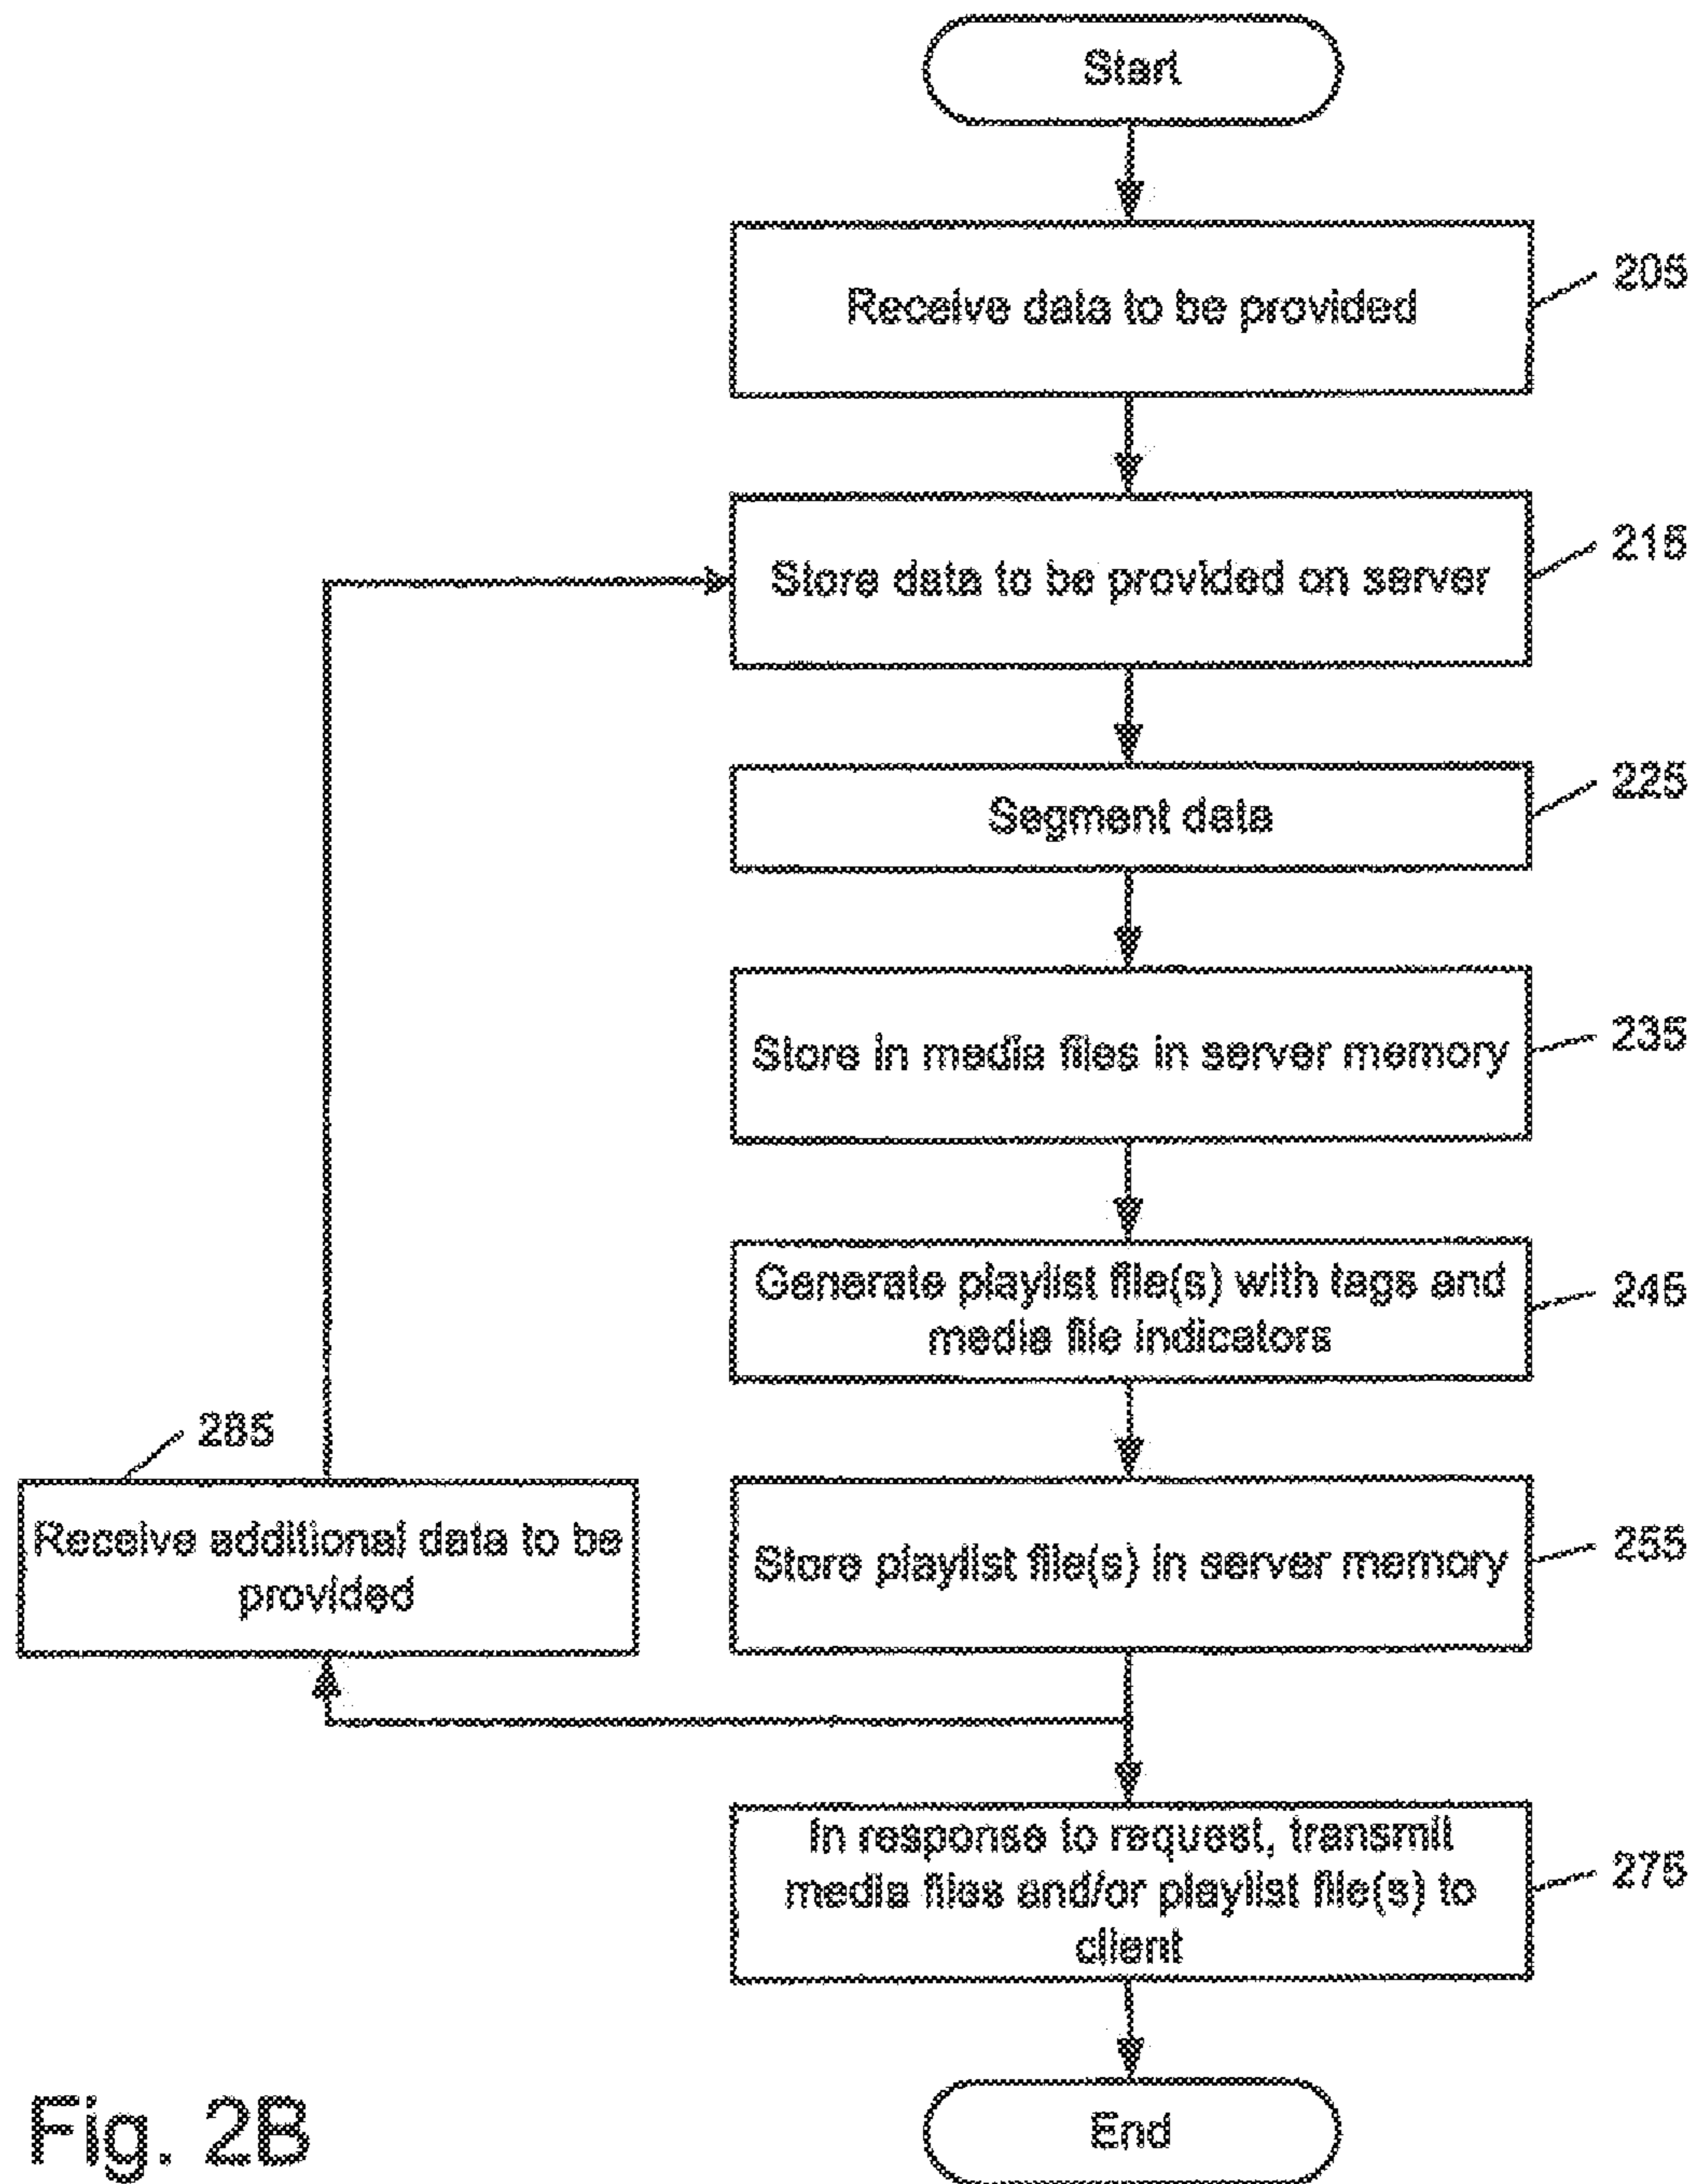 Start
Receive data to be provided
205
Store data to be provided on server
215
Segment data
225
Store in media files in server memory
235
Generate playlist file(s) with tags and
media file indicators
245
285
Receive additional data to be
provided
Store playlist file(s) in server memory
255
In response to request, transmit
media files and/or playlist file(s) to
client
275
End
Fig. 2B